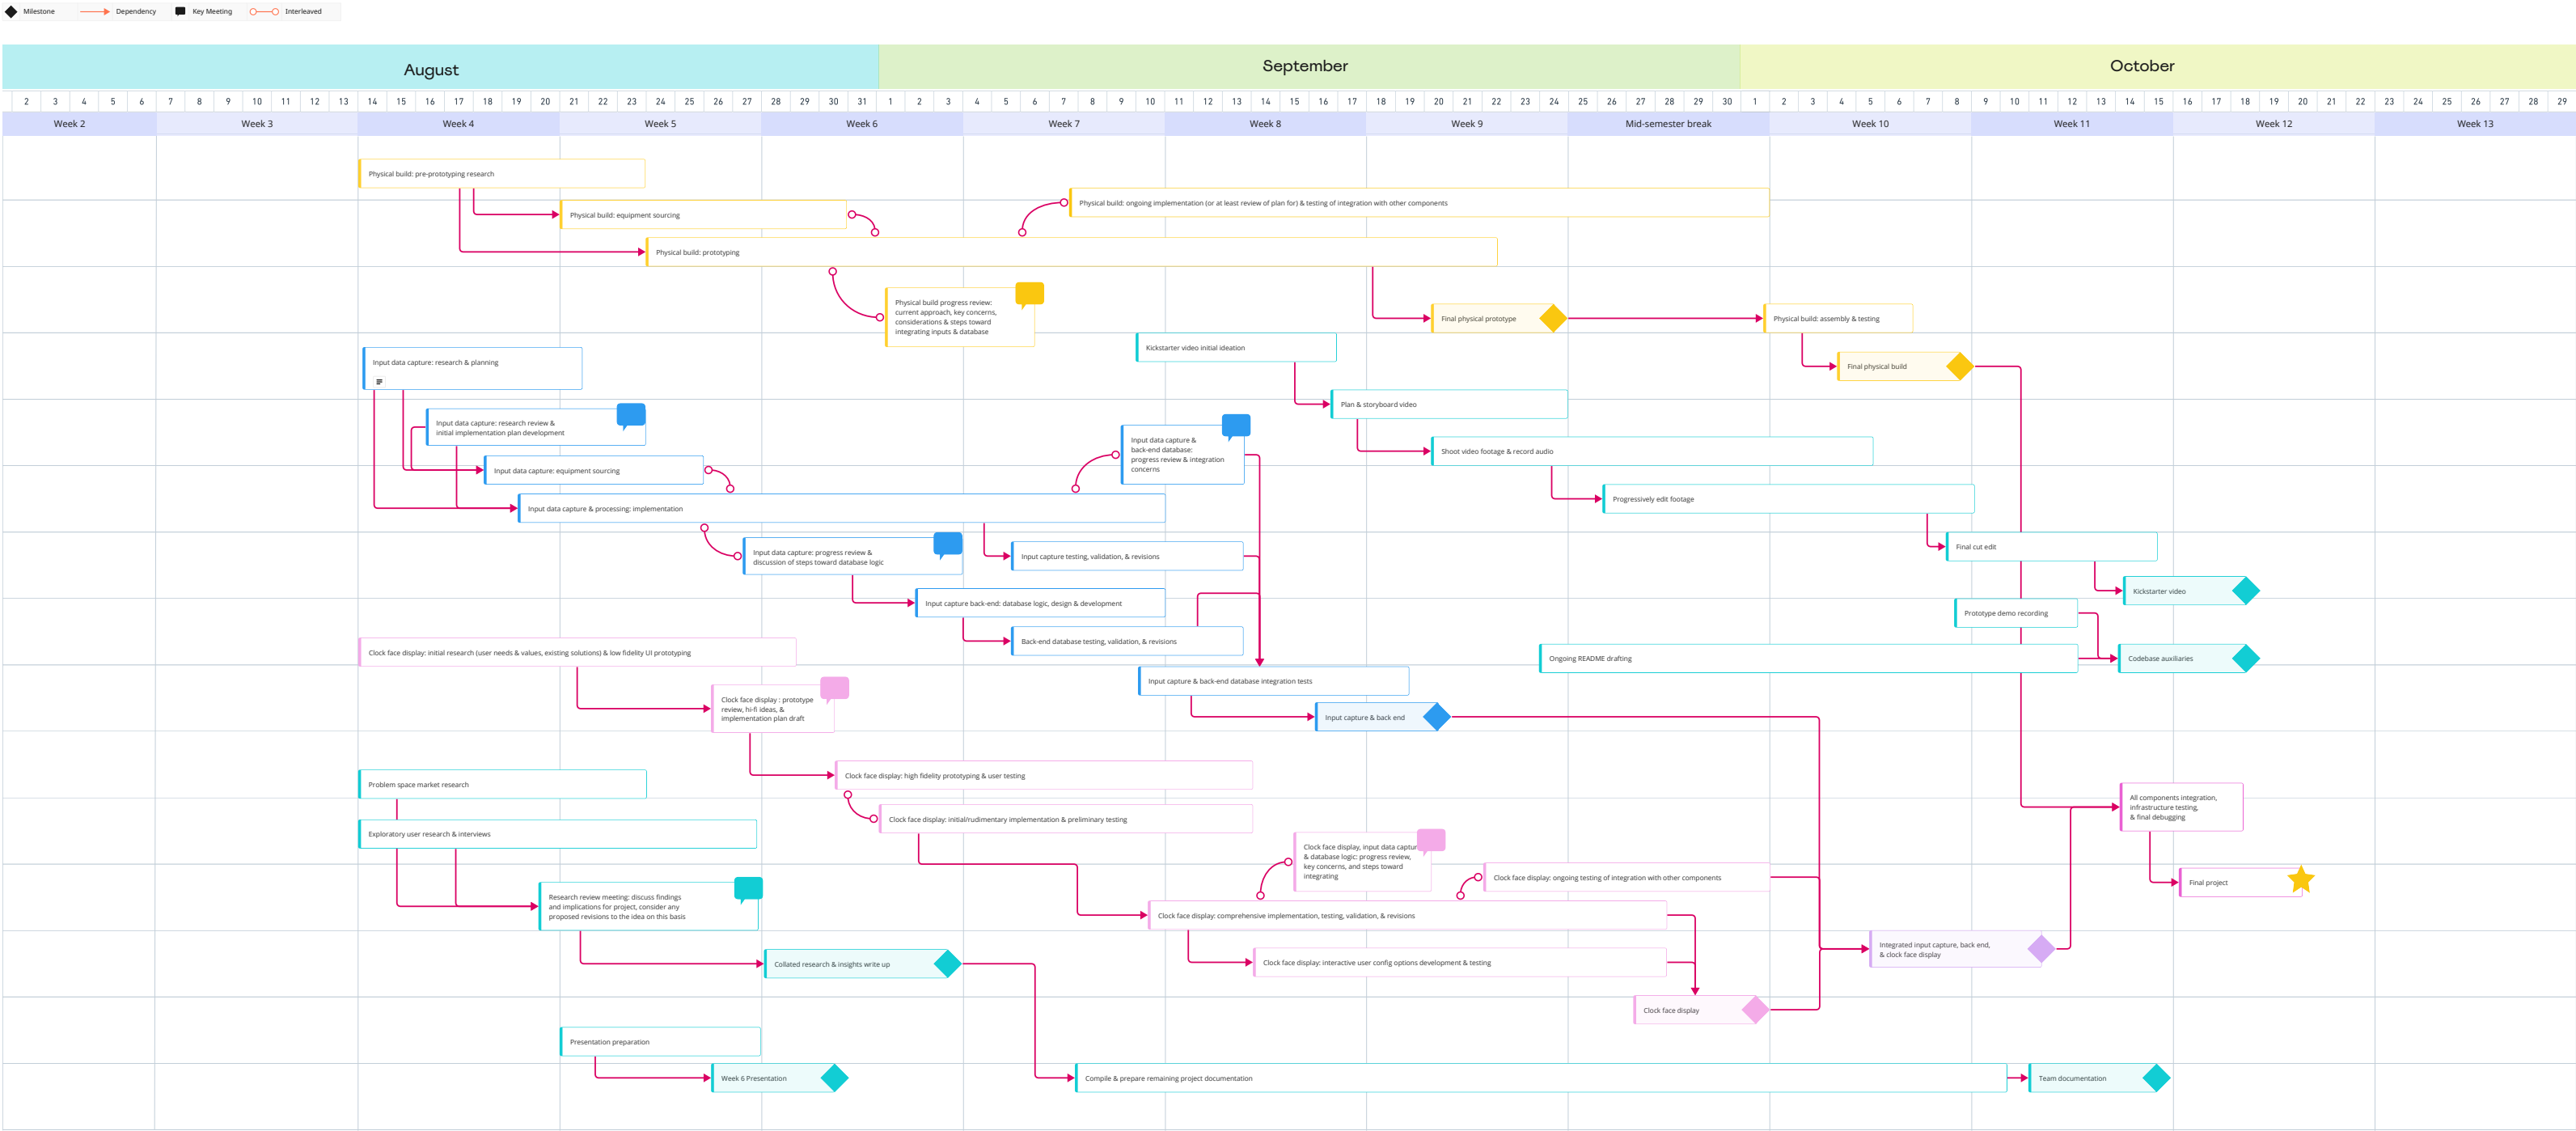 Milestone Dependency Key Meeting Interleaved
August September October
2 3 4 5 6 7 8 9 10 11 12 13 14 15 16 17 18 19 20 21 22 23 24 25 26 27 28 29 30 31 1 2 3 4 5 6 7 8 9 10 11 12 13 14 15 16 17 18 19 20 21 22 23 24 25 26 27 28 29 30 1 2 3 4 5 6 7 8 9 10 11 12 13 14 15 16 17 18 19 20 21 22 23 24 25 26 27 28 29
Week 2 Week 3 Week 4 Week 5 Week 6 Week 7 Week 8 Week 9 Mid-semester break Week 10 Week 11 Week 12 Week 13
Physical build: pre-prototyping research
Physical build: ongoing implementation (or at least review of plan for) & testing of integration with other components
Physical build: equipment sourcing
Physical build: prototyping
Physical build progress review:
current approach, key concerns,
considerations & steps toward
integrating inputs & database
Final physical prototype
Physical build: assembly & testing
Kickstarter video initial ideation
Input data capture: research & planning
Final physical build
Plan & storyboard video
Input data capture: research review &
initial implementation plan development
Input data capture &
back-end database:
progress review & integration
concerns
Shoot video footage & record audio
Input data capture: equipment sourcing
Progressively edit footage
Input data capture & processing: implementation
Final cut edit
Input data capture: progress review &
discussion of steps toward database logic
Input capture testing, validation, & revisions
Kickstarter video
Input capture back-end: database logic, design & development
Prototype demo recording
Back-end database testing, validation, & revisions
Clock face display: initial research (user needs & values, existing solutions) & low fidelity UI prototyping
Ongoing README drafting
Codebase auxiliaries
Input capture & back-end database integration tests
Clock face display : prototype
review, hi-fi ideas, &
implementation plan draft
Input capture & back end
Clock face display: high fidelity prototyping & user testing
Problem space market research
All components integration,
infrastructure testing,
& final debugging
Clock face display: initial/rudimentary implementation & preliminary testing
Exploratory user research & interviews
Clock face display, input data captur
& database logic: progress review,
key concerns, and steps toward
integrating
Clock face display: ongoing testing of integration with other components
Final project
Research review meeting: discuss findings
and implications for project, consider any
proposed revisions to the idea on this basis
Clock face display: comprehensive implementation, testing, validation, & revisions
Integrated input capture, back end,
& clock face display
Collated research & insights write up
Clock face display: interactive user config options development & testing
Clock face display
Presentation preparation
Week 6 Presentation
Compile & prepare remaining project documentation
Team documentation